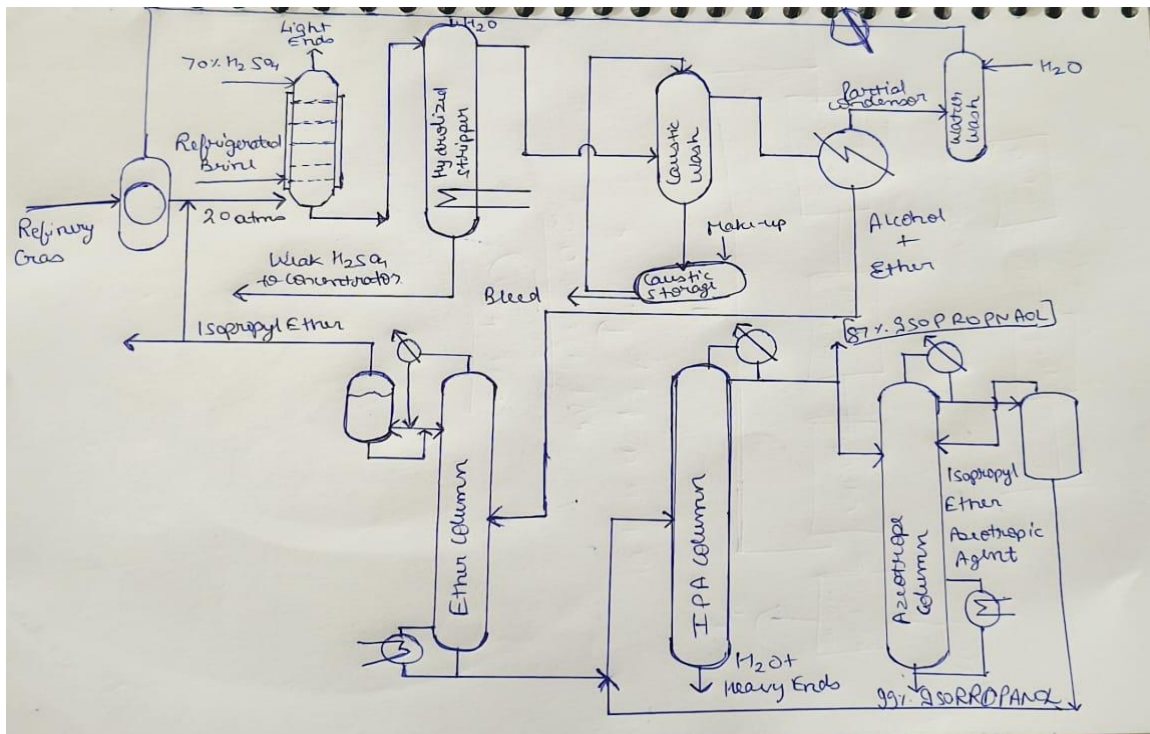 Light
Ends
H2O
70% H2SO4
Refrigerated
Brine
Refinery
Gas
20 atms
Hydrolized
Stripper
Caustic
Wash
Partial
Condensor
Water
Wash
H2O
Weak H2SO4
to concentrator
Bleed
Make-up
Caustic
Storage
Alcohol
+
Ether
Isopropyl Ether
[87% ISOPROPNAOL]
Ether Column
IPA Column
Azeotrope
Column
Isopropyl
Ether
Azeotropic
Agent
H2O+
Heavy Ends
99% ISORROPANOL